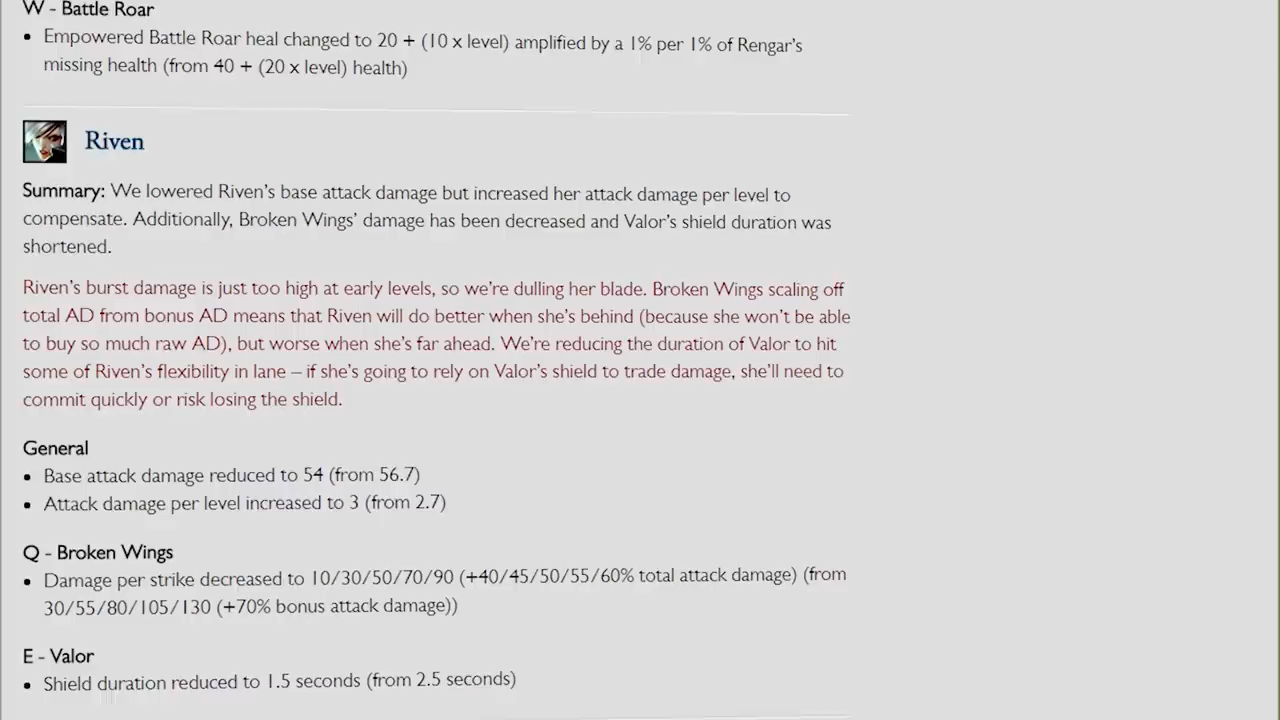 W - Battle Roar
• Empowered Battle Roar heal changed to 20 + (10 x level) amplified by a 1% per 1% of Rengar's
missing health (from 40 + (20 x level) health)
Riven
Summary: We lowered Riven's base attack damage but increased her attack damage per level to
compensate. Additionally, Broken Wings' damage has been decreased and Valor's shield duration was
shortened.
Riven's burst damage is just too high at early levels, so we're dulling her blade. Broken Wings scaling off
total AD from bonus AD means that Riven will do better when she's behind (because she won't be able
to buy so much raw AD), but worse when she's far ahead. We're reducing the duration of Valor to hit
some of Riven's flexibility in lane – if she's going to rely on Valor's shield to trade damage, she'll need to
commit quickly or risk losing the shield.
General
• Base attack damage reduced to 54 (from 56.7)
• Attack damage per level increased to 3 (from 2.7)
Q - Broken Wings
• Damage per strike decreased to 10/30/50/70/90 (+40/45/50/55/60% total attack damage) (from
30/55/80/105/130 (+70% bonus attack damage))
E - Valor
• Shield duration reduced to 1.5 seconds (from 2.5 seconds)